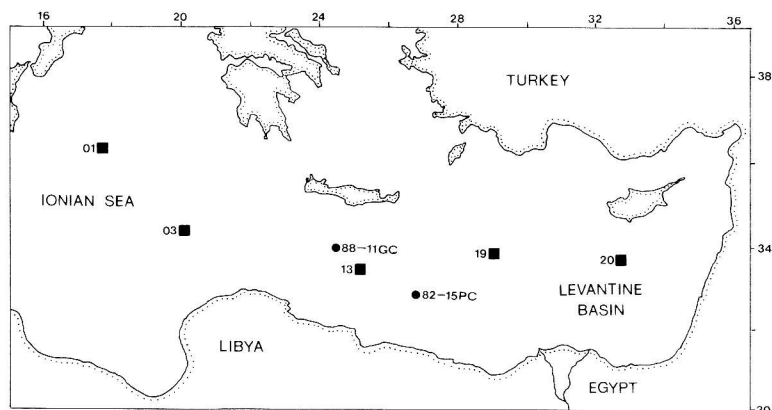 16 20 24 28 32 36
38
TURKEY
01
IONIAN SEA
03
88-11GC
19
20
34
13
82-15PC
LEVANTINE
BASIN
LIBYA
EGYPT
30